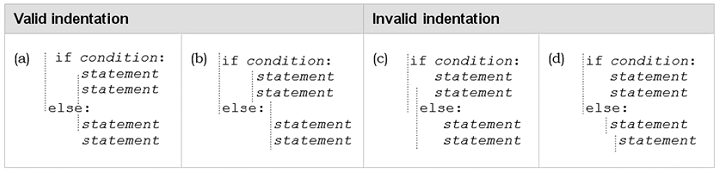 Valid indentation
Invalid indentation
(a)
if condition:
statement
statement
else:
statement
statement
(b)
if condition:
statement
statement
else:
statement
statement
(c)
if condition:
statement
statement
else:
statement
statement
(d)
if condition:
statement
statement
else:
statement
statement